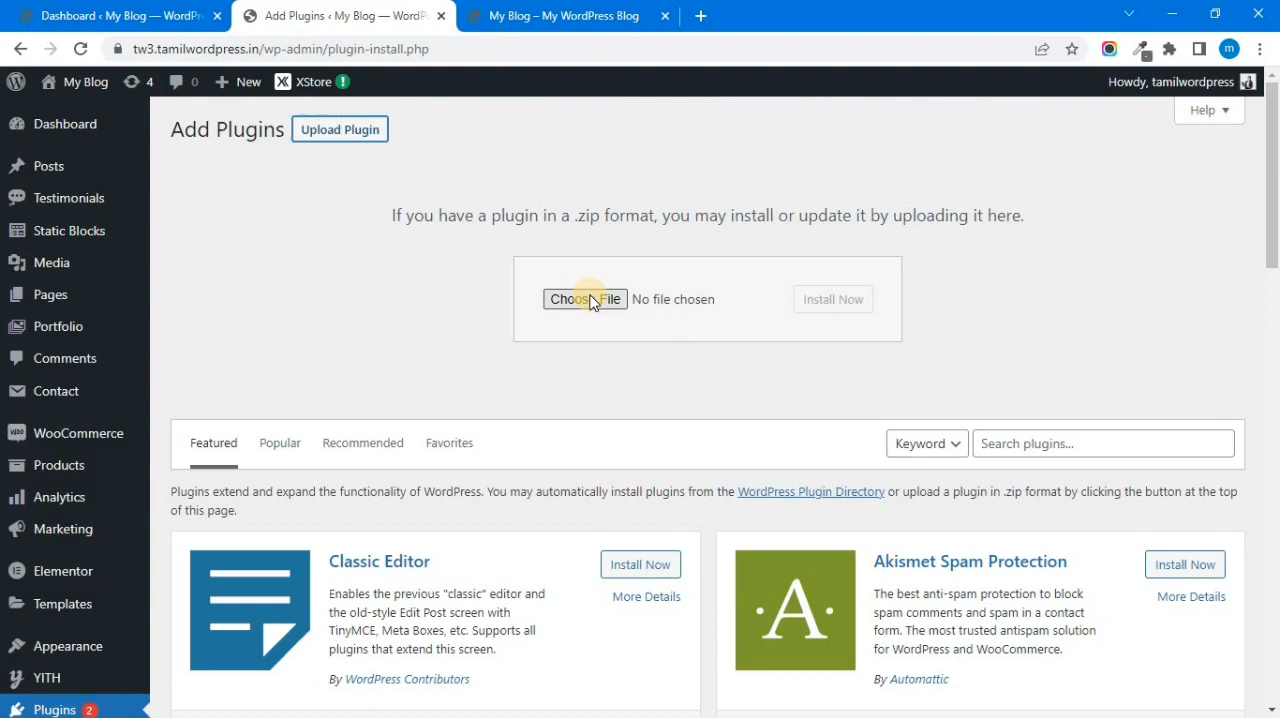 Dashboard ‹ My Blog — WordPr
Add Plugins ‹ My Blog — WordP
My Blog – My WordPress Blog
tw3.tamilwordpress.in/wp-admin/plugin-install.php
m
My Blog
4
0
New
XStore
Howdy, tamilwordpress
Dashboard
Posts
Testimonials
Static Blocks
Media
Pages
Portfolio
Comments
Contact
WooCommerce
Products
Analytics
Marketing
Elementor
Templates
Appearance
YITH
Plugins 2
Help
Add Plugins
Upload Plugin
If you have a plugin in a .zip format, you may install or update it by uploading it here.
Choose File No file chosen
Install Now
Featured Popular Recommended Favorites
Keyword
Search plugins...
Plugins extend and expand the functionality of WordPress. You may automatically install plugins from the WordPress Plugin Directory or upload a plugin in .zip format by clicking the button at the top
of this page.
Classic Editor
Install Now
More Details
Enables the previous "classic" editor and
the old-style Edit Post screen with
TinyMCE, Meta Boxes, etc. Supports all
plugins that extend this screen.
By WordPress Contributors
·A·
Akismet Spam Protection
Install Now
More Details
The best anti-spam protection to block
spam comments and spam in a contact
form. The most trusted antispam solution
for WordPress and WooCommerce.
By Automattic